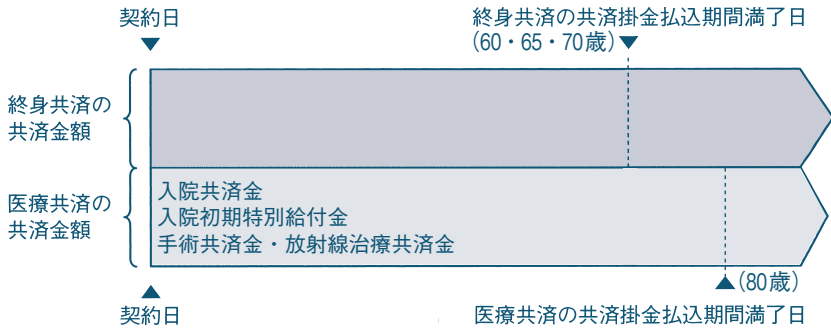 契約日
終身共済の共済掛金払込期間満了日
(60・65・70歳)
終身共済の
共済金額
医療共済の
共済金額
入院共済金
入院初期特別給付金
手術共済金・放射線治療共済金
(80歳)
契約日
医療共済の共済掛金払込期間満了日